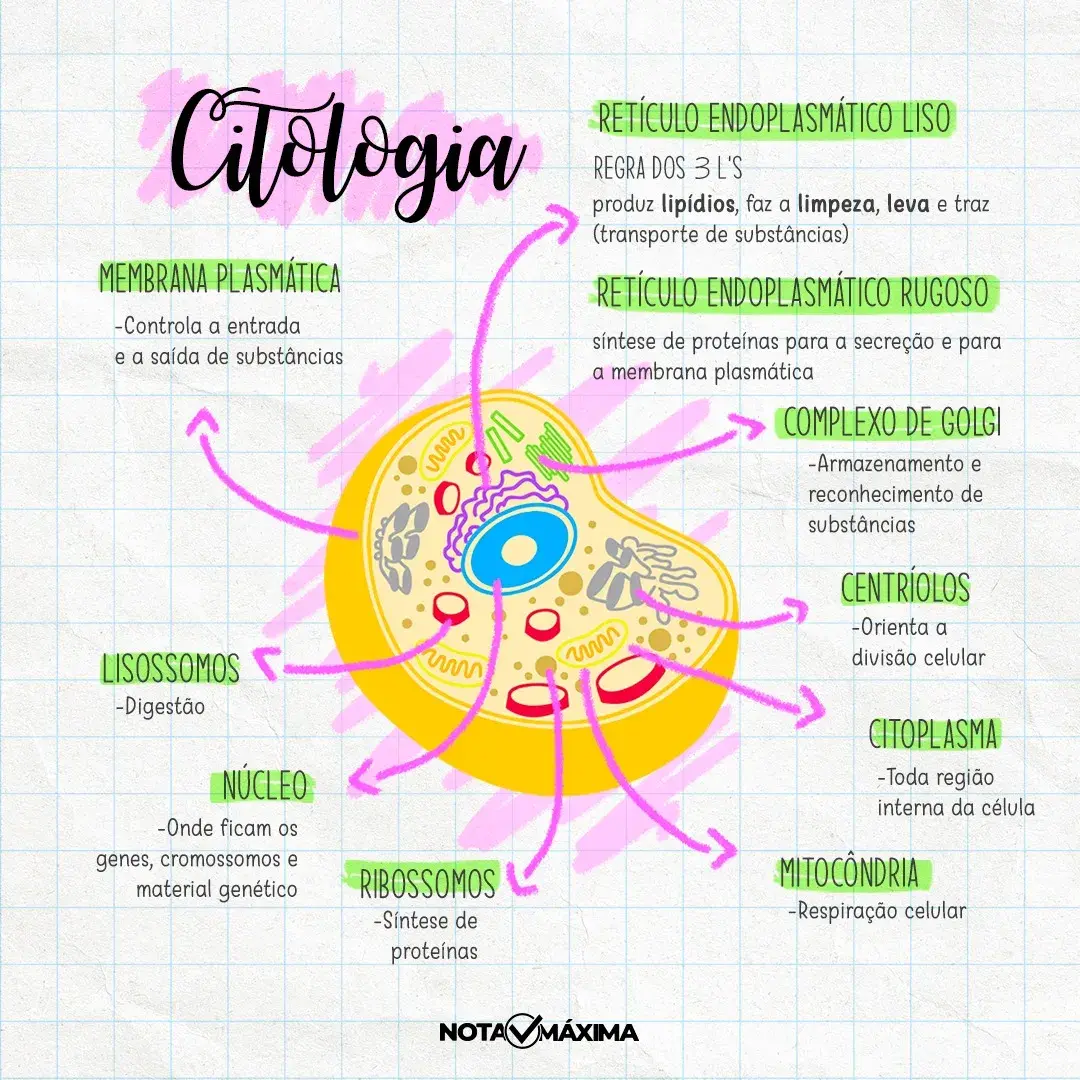 Citologia
RETÍCULO ENDOPLASMÁTICO LISO
REGRA DOS 3 L'S
produz lipídios, faz a limpeza, leva e traz
(transporte de substâncias)
MEMBRANA PLASMÁTICA
-Controla a entrada
e a saída de substâncias
RETÍCULO ENDOPLASMÁTICO RUGOSO
síntese de proteínas para a secreção e para
a membrana plasmática
COMPLEXO DE GOLGI
-Armazenamento e
reconhecimento de
substâncias
CENTRÍOLOS
-Orienta a
divisão celular
LISOSSOMOS
-Digestão
CITOPLASMA
-Toda região
interna da célula
NÚCLEO
-Onde ficam os
genes, cromossomos e
material genético
RIBOSSOMOS
-Síntese de
proteínas
MITOCÔNDRIA
-Respiração celular
NOTA MÁXIMA